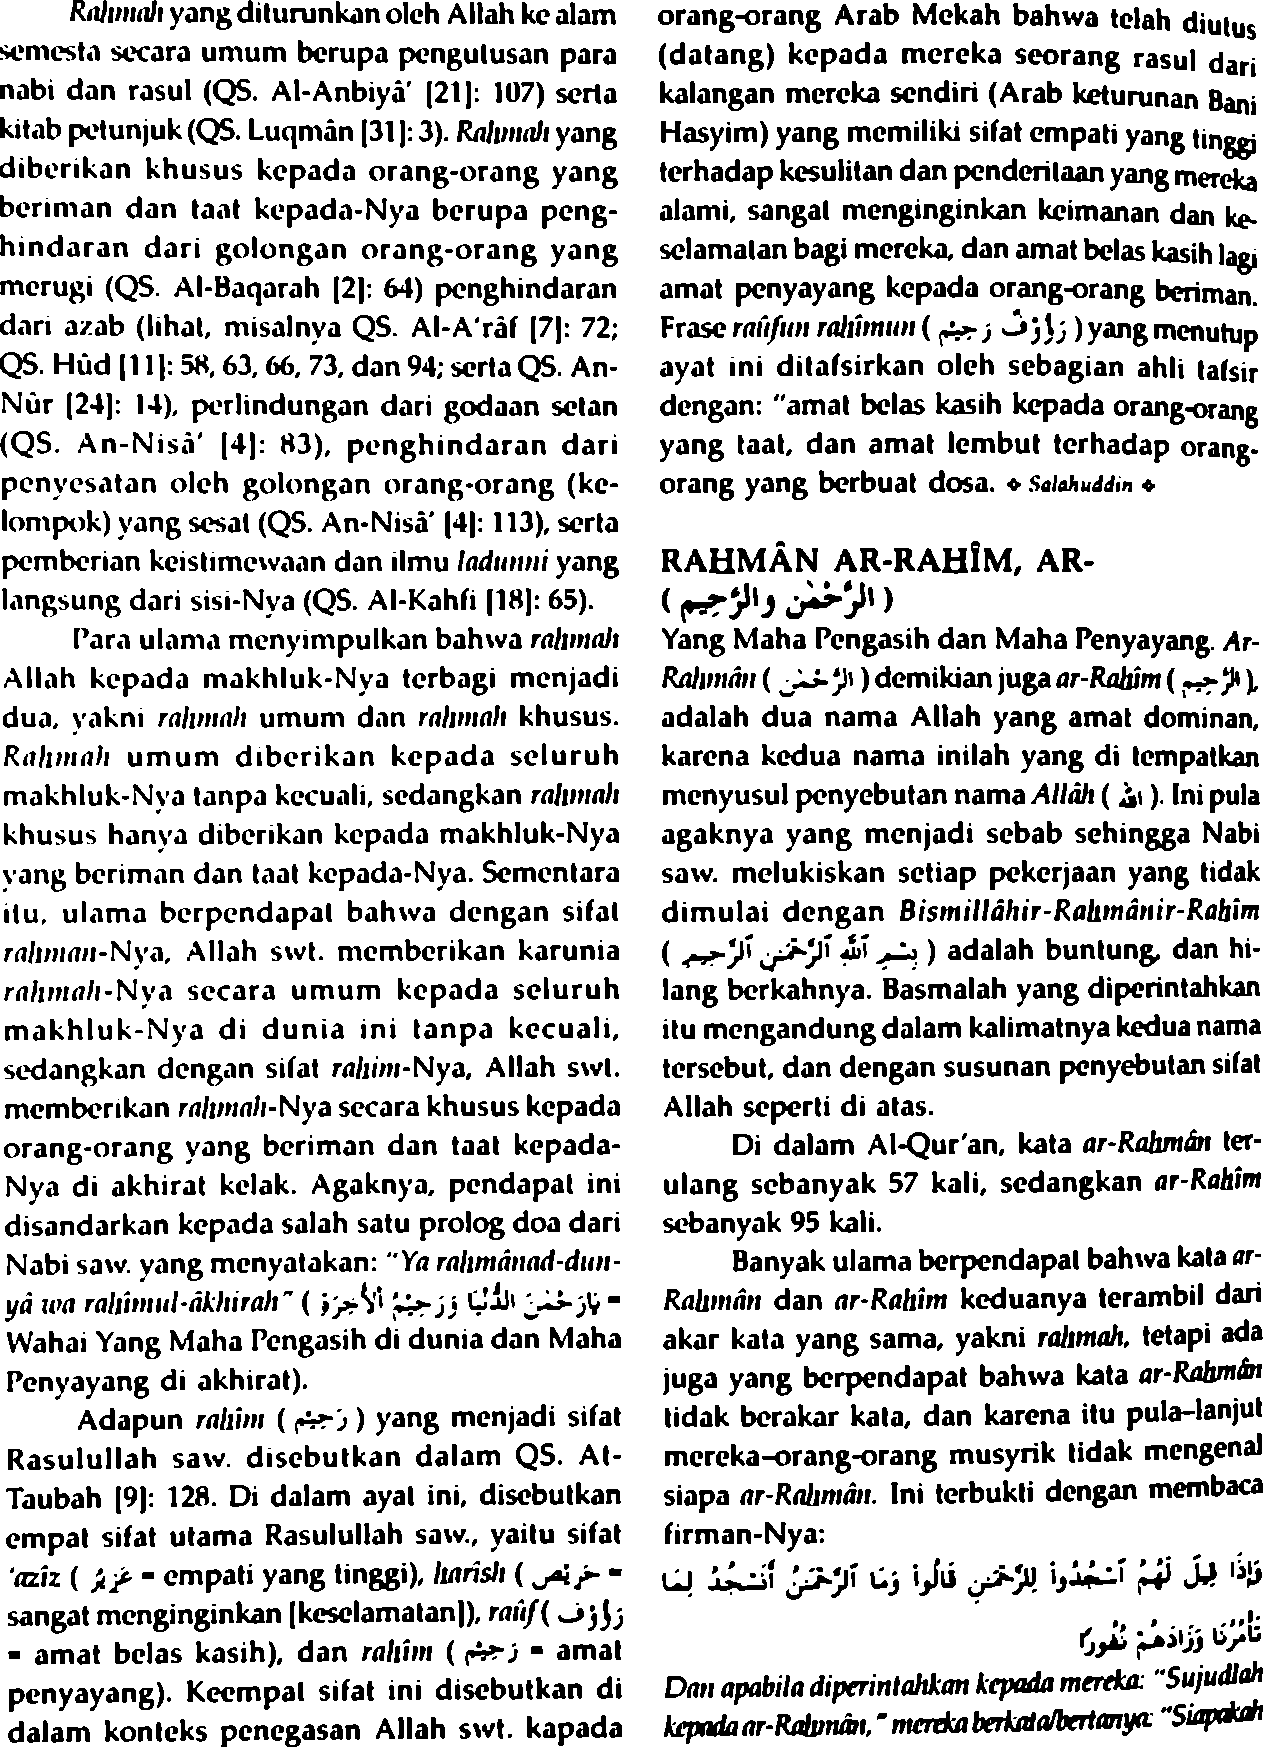 Rahmah yang diturunkan oleh Allah ke alam
semesta secara umum berupa pengutusan para
nabi dan rasul (QS. Al-Anbiyâ' [21]: 107) serta
kitab petunjuk (QS. Luqmân [31]: 3). Rahmah yang
diberikan khusus kepada orang-orang yang
beriman dan taat kepada-Nya berupa peng-
hindaran dari golongan orang-orang yang
merugi (QS. Al-Baqarah [2]: 64) penghindaran
dari azab (lihat, misalnya QS. Al-A'râf [7]: 72;
QS. Hûd [11]: 58, 63, 66, 73, dan 94; serta QS. An-
Nûr [24]: 14), perlindungan dari godaan setan
(QS. An-Nisâ' [4]: 83), penghindaran dari
penyesatan oleh golongan orang-orang (ke-
lompok) yang sesat (QS. An-Nisâ' [4]: 113), serta
pemberian keistimewaan dan ilmu ladunni yang
langsung dari sisi-Nya (QS. Al-Kahfi [18]: 65).
Para ulama menyimpulkan bahwa rahmah
Allah kepada makhluk-Nya terbagi menjadi
dua, yakni rahmah umum dan rahmah khusus.
Rahmah umum diberikan kepada seluruh
makhluk-Nya tanpa kecuali, sedangkan rahmah
khusus hanya diberikan kepada makhluk-Nya
yang beriman dan taat kepada-Nya. Sementara
itu, ulama berpendapat bahwa dengan sifat
rahman-Nya, Allah swt. memberikan karunia
rahmah-Nya secara umum kepada seluruh
makhluk-Nya di dunia ini tanpa kecuali,
sedangkan dengan sifat rahim-Nya, Allah swt.
memberikan rahmah-Nya secara khusus kepada
orang-orang yang beriman dan taat kepada-
Nya di akhirat kelak. Agaknya, pendapat ini
disandarkan kepada salah satu prolog doa dari
Nabi saw. yang menyatakan: "Ya rahmânad-dun-
yâ wa rahîmul-âkhirah" ( يَارَحْمٰنَ الدُّنْيَا وَرَحِيْمُ اْلآخِرَةِ =
Wahai Yang Maha Pengasih di dunia dan Maha
Penyayang di akhirat).
Adapun rahîm ( رَحِيْم ) yang menjadi sifat
Rasulullah saw. disebutkan dalam QS. At-
Taubah [9]: 128. Di dalam ayat ini, disebutkan
empat sifat utama Rasulullah saw., yaitu sifat
'azîz ( عَزِيْز = empati yang tinggi), harîsh ( حَرِيْص =
sangat menginginkan [keselamatan]), raûf ( رَؤُوْف
= amat belas kasih), dan rahîm ( رَحِيْم = amat
penyayang). Keempat sifat ini disebutkan di
dalam konteks penegasan Allah swt. kapada
orang-orang Arab Mekah bahwa telah diutus
(datang) kepada mereka seorang rasul dari
kalangan mereka sendiri (Arab keturunan Bani
Hasyim) yang memiliki sifat empati yang tinggi
terhadap kesulitan dan penderitaan yang mereka
alami, sangat menginginkan keimanan dan ke-
selamatan bagi mereka, dan amat belas kasih lagi
amat penyayang kepada orang-orang beriman.
Frase raûfun rahîmun ( رَؤُوْفٌ رَحِيْمٌ ) yang menutup
ayat ini ditafsirkan oleh sebagian ahli tafsir
dengan: "amat belas kasih kepada orang-orang
yang taat, dan amat lembut terhadap orang-
orang yang berbuat dosa. ❖ Salahuddin ❖
RAHMÂN AR-RAHÎM, AR-
( الرَّحْمٰن والرَّحِيم )
Yang Maha Pengasih dan Maha Penyayang. Ar-
Rahmân ( الرَّحْمٰن ) demikian juga ar-Rahîm ( الرَّحِيم ),
adalah dua nama Allah yang amat dominan,
karena kedua nama inilah yang di tempatkan
menyusul penyebutan nama Allâh ( الله ). Ini pula
agaknya yang menjadi sebab sehingga Nabi
saw. melukiskan setiap pekerjaan yang tidak
dimulai dengan Bismillâhir-Rahmânir-Rahîm
( بِسْمِ ٱللَّهِ ٱلرَّحْمَٰنِ ٱلرَّحِيمِ ) adalah buntung, dan hi-
lang berkahnya. Basmalah yang diperintahkan
itu mengandung dalam kalimatnya kedua nama
tersebut, dan dengan susunan penyebutan sifat
Allah seperti di atas.
Di dalam Al-Qur'an, kata ar-Rahmân ter-
ulang sebanyak 57 kali, sedangkan ar-Rahîm
sebanyak 95 kali.
Banyak ulama berpendapat bahwa kata ar-
Rahmân dan ar-Rahîm keduanya terambil dari
akar kata yang sama, yakni rahmah, tetapi ada
juga yang berpendapat bahwa kata ar-Rahmân
tidak berakar kata, dan karena itu pula–lanjut
mereka–orang-orang musyrik tidak mengenal
siapa ar-Rahmân. Ini terbukti dengan membaca
firman-Nya:
وَإِذَا قِيلَ لَهُمُ ٱسْجُدُوا۟ لِلرَّحْمَٰنِ قَالُوا۟ وَمَا ٱلرَّحْمَٰنُ أَنَسْجُدُ لِمَا
تَأْمُرُنَا وَزَادَهُمْ نُفُورًا
Dan apabila diperintahkan kepada mereka: "Sujudlah
kepada ar-Rahmân," mereka berkata/bertanya: "Siapakah